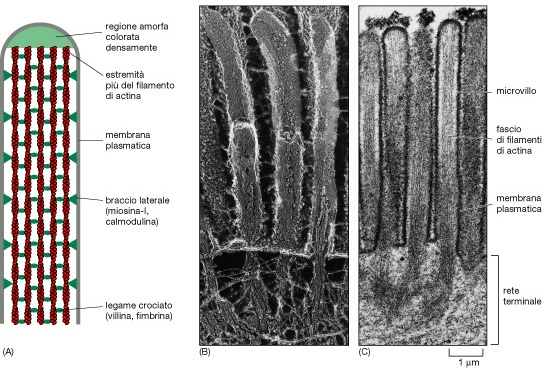 regione amorfa
colorata
densamente
estremità
più del filamento
di actina
membrana
plasmatica
braccio laterale
(miosina-I,
calmodulina)
legame crociato
(villina, fimbrina)
(A)
(B)
microvillo
fascio
di filamenti
di actina
membrana
plasmatica
rete
terminale
(C)
1 µm